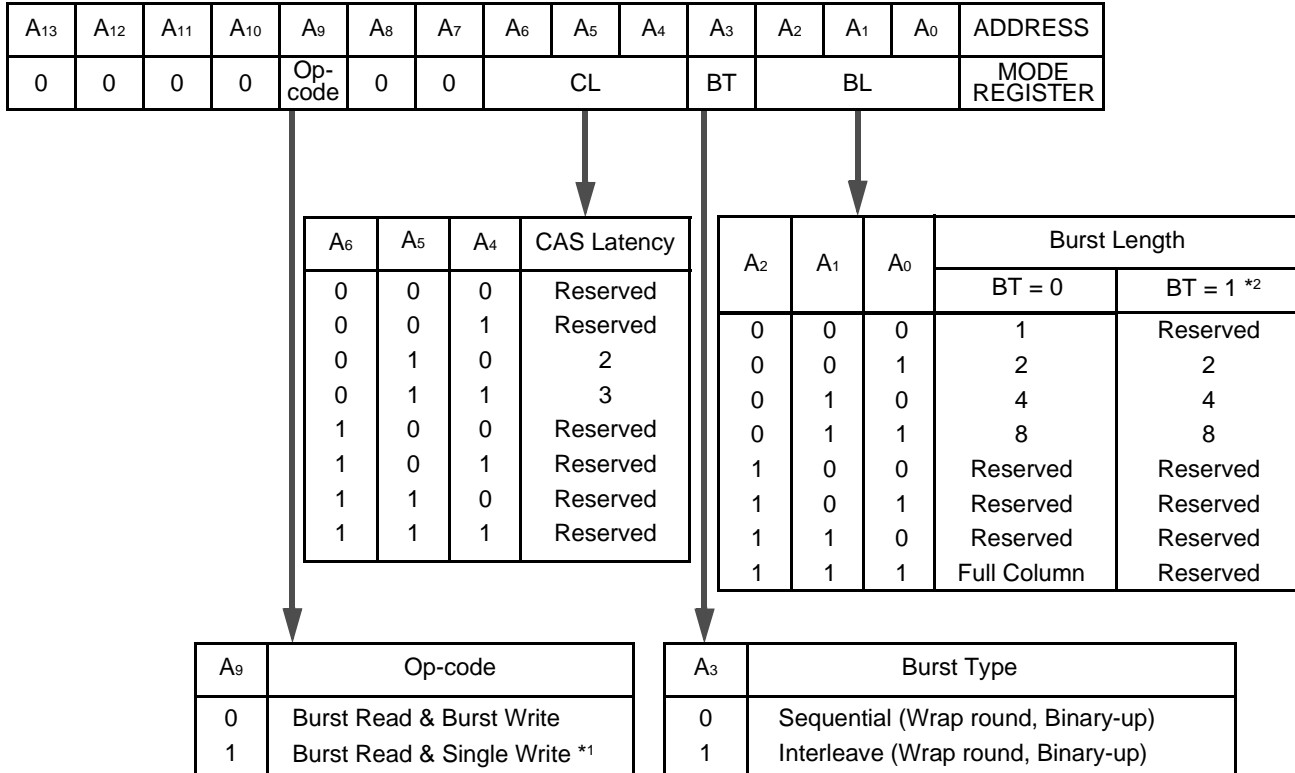 A13 A12 A11 A10 A9 A8 A7 A6 A5 A4 A3 A2 A1 A0 ADDRESS
0 0 0 0 Op-code 0 0 CL BT BL MODE REGISTER
A6 A5 A4 CAS Latency
0 0 0 Reserved
0 0 1 Reserved
0 1 0 2
0 1 1 3
1 0 0 Reserved
1 0 1 Reserved
1 1 0 Reserved
1 1 1 Reserved
A2 A1 A0 Burst Length
BT = 0 BT = 1 *2
0 0 0 1 Reserved
0 0 1 2 2
0 1 0 4 4
0 1 1 8 8
1 0 0 Reserved Reserved
1 0 1 Reserved Reserved
1 1 0 Reserved Reserved
1 1 1 Full Column Reserved
A9 Op-code
0 Burst Read & Burst Write
1 Burst Read & Single Write *1
A3 Burst Type
0 Sequential (Wrap round, Binary-up)
1 Interleave (Wrap round, Binary-up)